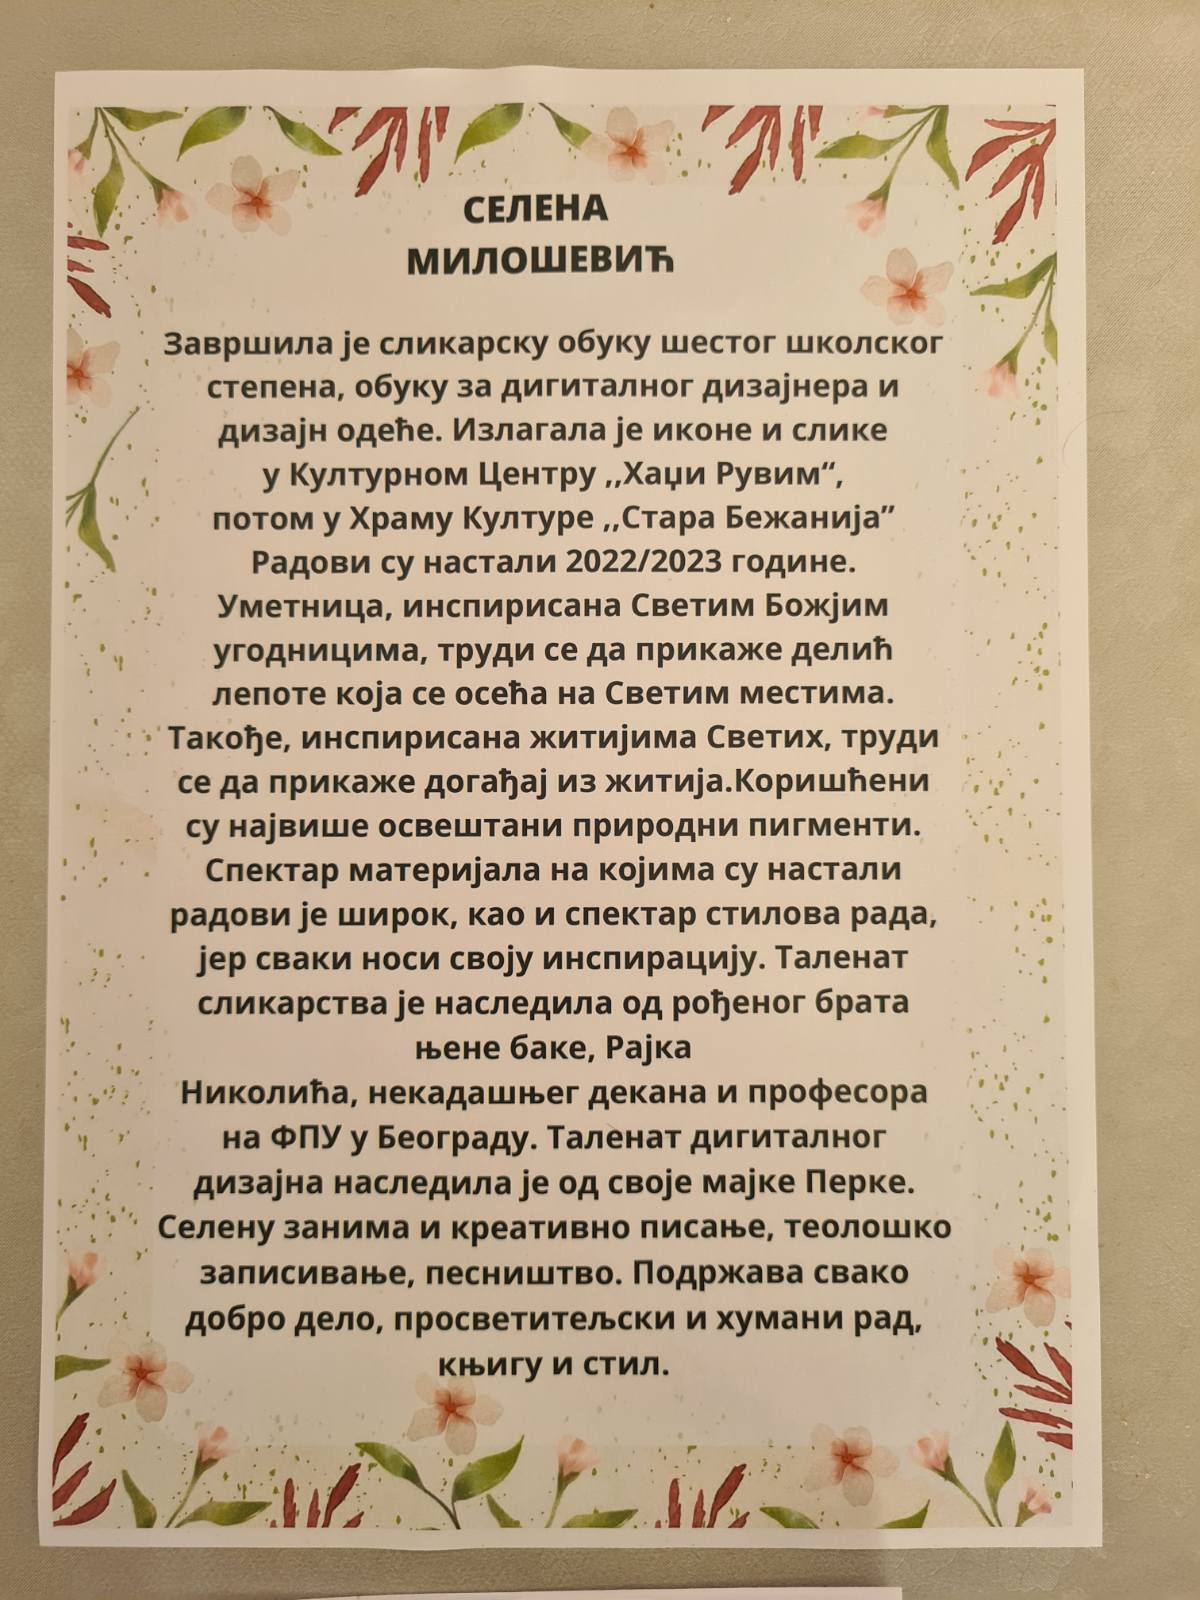 СЕЛЕНА
МИЛОШЕВИЋ
Завршила је сликарску обуку шестог школског
степена, обуку за дигиталног дизајнера и
дизајн одеће. Излагала је иконе и слике
у Културном Центру ,,Хаџи Рувим“,
потом у Храму Културе ,,Стара Бежанија”
Радови су настали 2022/2023 године.
Уметница, инспирисана Светим Божјим
угодницима, труди се да прикаже делић
лепоте која се осећа на Светим местима.
Такође, инспирисана житијима Светих, труди
се да прикаже догађај из житија.Коришћени
су највише освештани природни пигменти.
Спектар материјала на којима су настали
радови је широк, као и спектар стилова рада,
јер сваки носи своју инспирацију. Таленат
сликарства је наследила од рођеног брата
њене баке, Рајка
Николића, некадашњег декана и професора
на ФПУ у Београду. Таленат дигиталног
дизајна наследила је од своје мајке Перке.
Селену занима и креативно писање, теолошко
записивање, песништво. Подржава свако
добро дело, просветитељски и хумани рад,
књигу и стил.